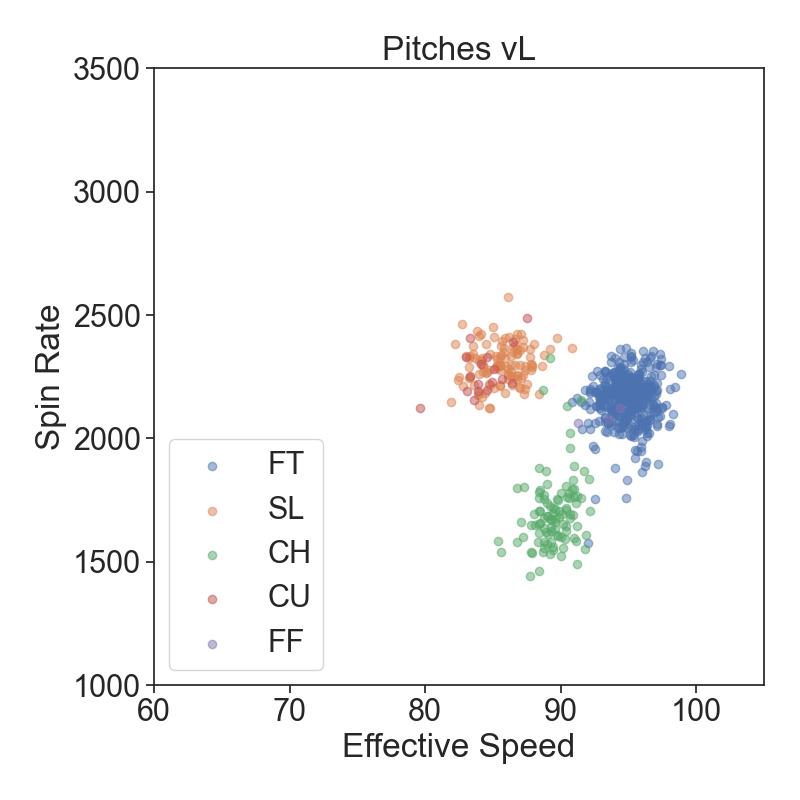 Pitches vL
3500
3000
2500
2000
1500
1000
Spin Rate
FT
SL
CH
CU
FF
60 70 80 90 100
Effective Speed